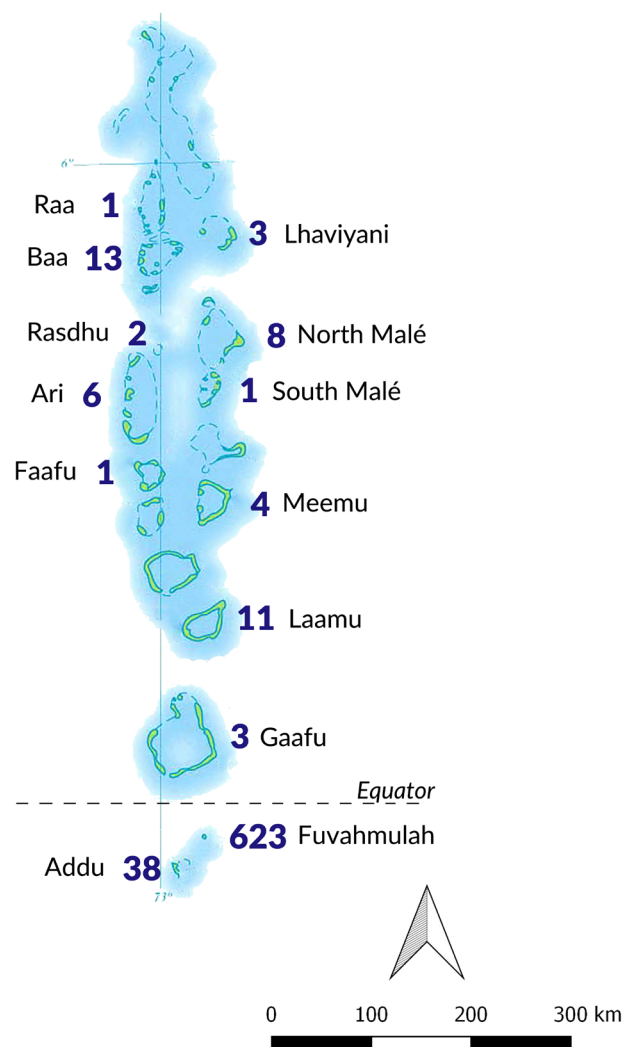 6°
Raa 1
3 Lhaviyani
Baa 13
Rasdhu 2
8 North Malé
Ari 6
1 South Malé
Faafu 1
4 Meemu
11 Laamu
3 Gaafu
Equator
623 Fuvahmulah
Addu 38
73°
0 100 200 300 km